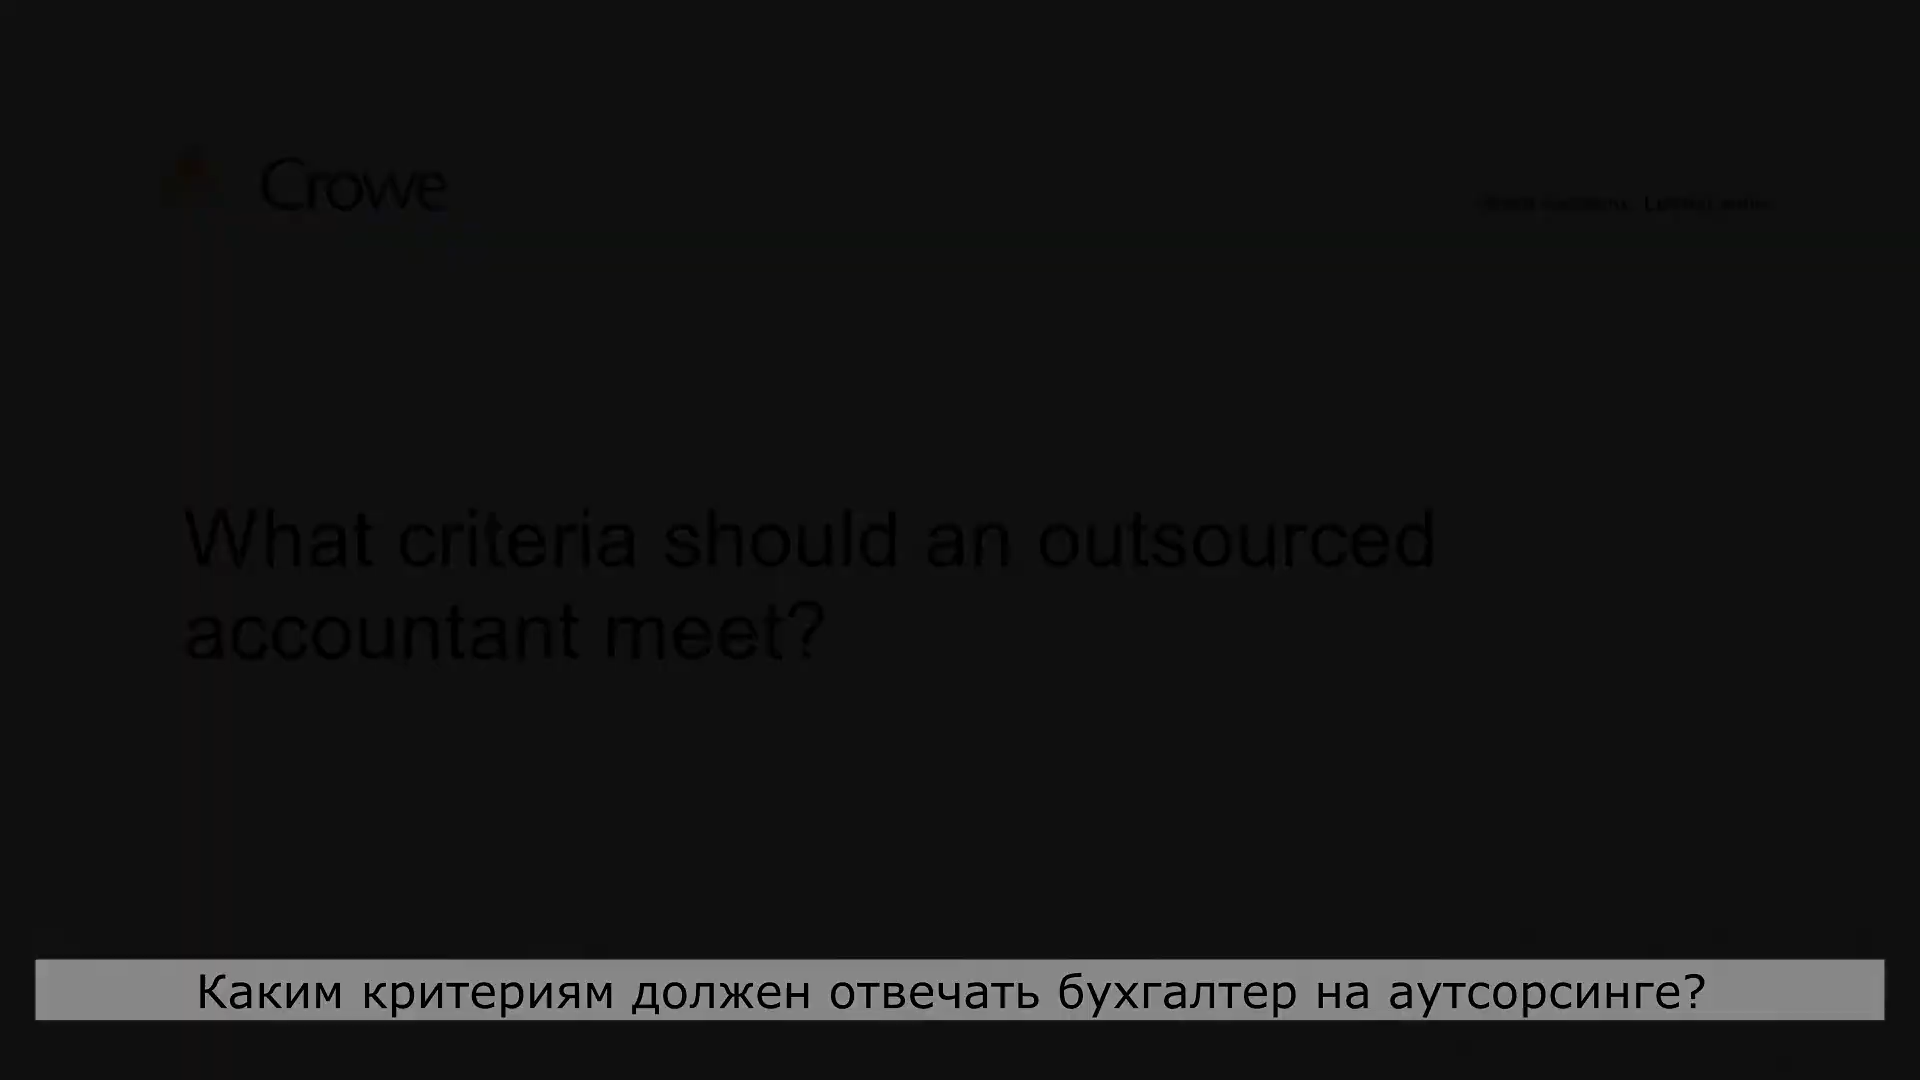 Crowe
What criteria should an outsourced
accountant meet?
Каким критериям должен отвечать бухгалтер на аутсорсинге?